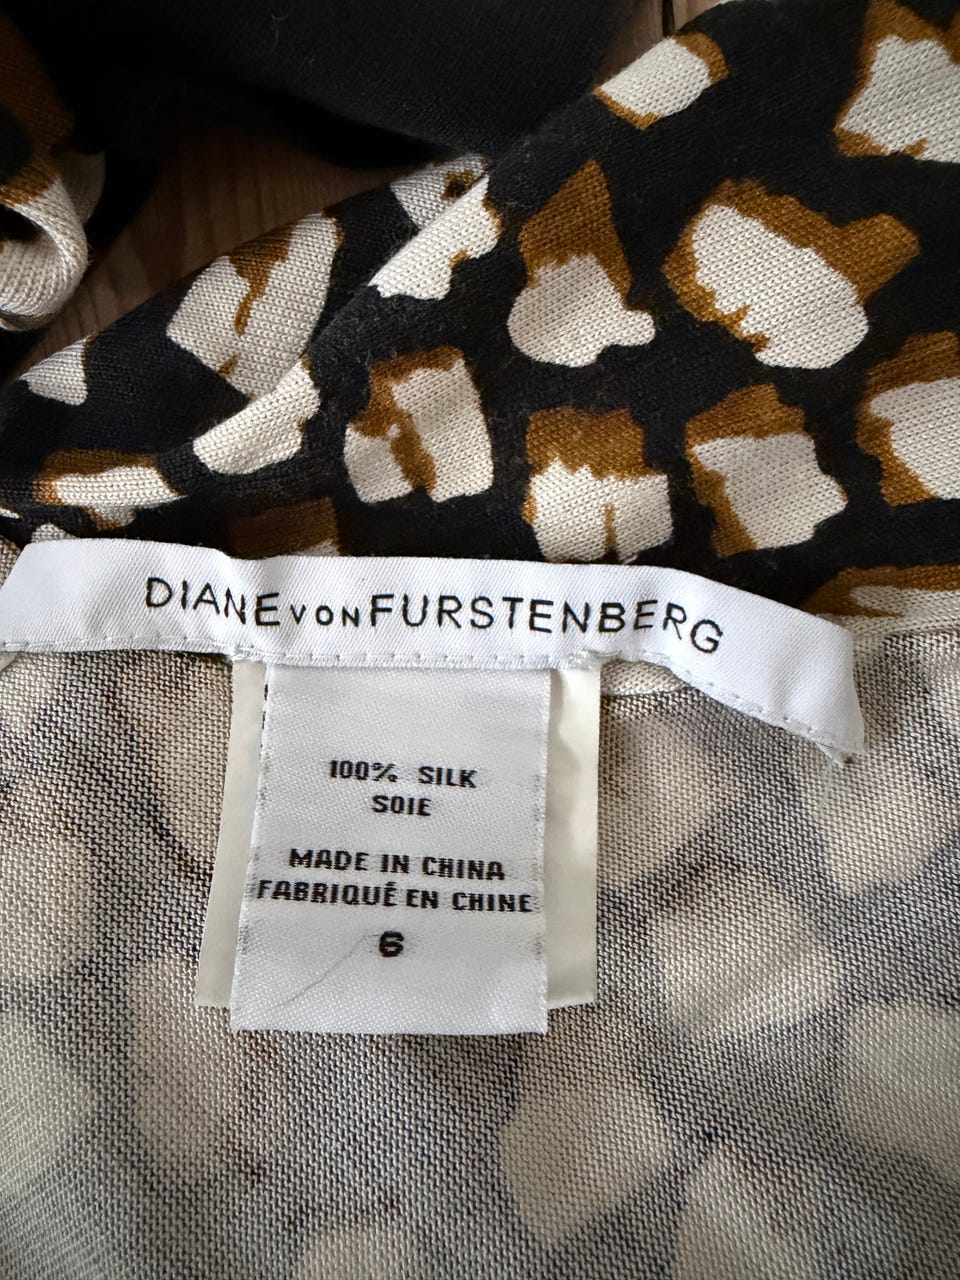 DIANE VON FURSTENBERG
100% SILK
SOIE
MADE IN CHINA
FABRIQUÉ EN CHINE
6